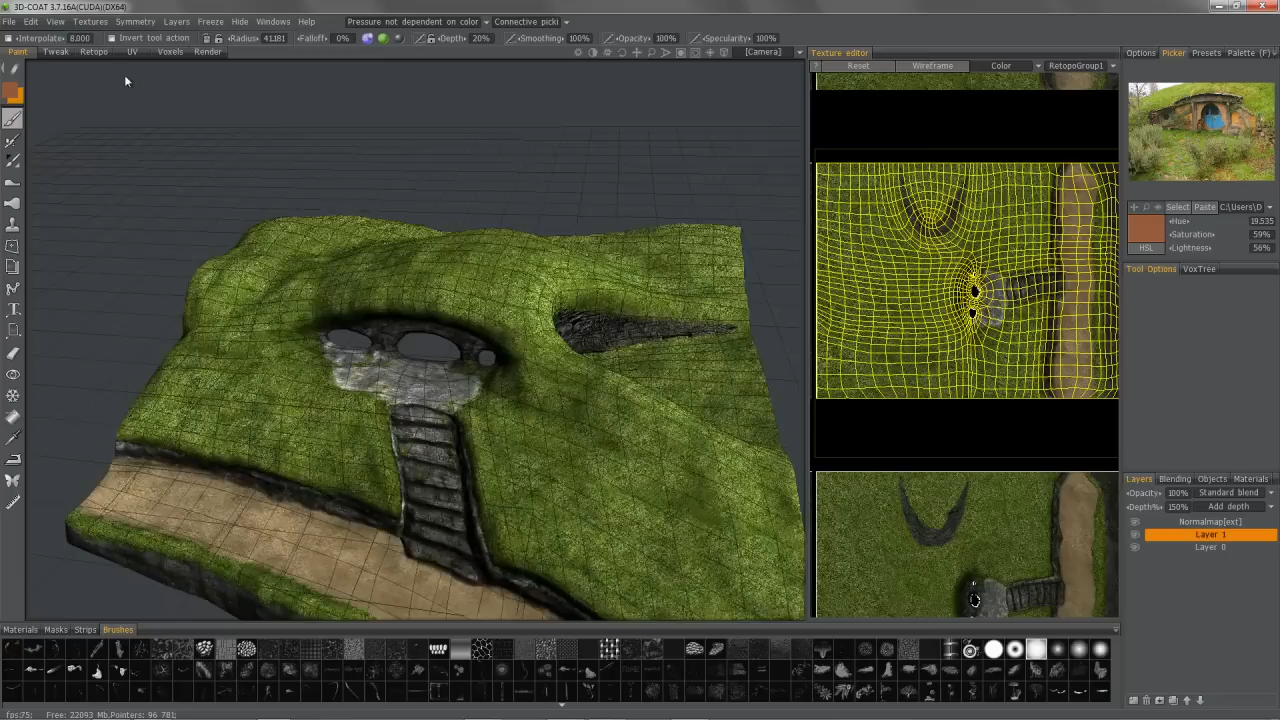 3D-COAT 3.7.16A(CUDA)(DX64)
File Edit View Textures Symmetry Layers Freeze Hide Windows Help Pressure not dependent on color Connective picki
Interpolate: 8.000 Invert tool action Radius: 41.181 Falloff: 0% Depth: 20% Smoothing: 100% Opacity: 100% Specularity: 100%
Paint Tweak Retopo UV Voxels Render [Camera]
Texture editor
? Reset Wireframe Color RetopoGroup1
Options Picker Presets Palette (F)
Select Paste C:\Users\D
Hue 19.535
Saturation 59%
HSL Lightness 56%
Tool Options VoxTree
Layers Blending Objects Materials
Opacity 100% Standard blend
Depth% 150% Add depth
Normalmap[ext]
Layer 1
Layer 0
Materials Masks Strips Brushes
fps:75; Free: 22093_Mb,Pointers: 96 781;